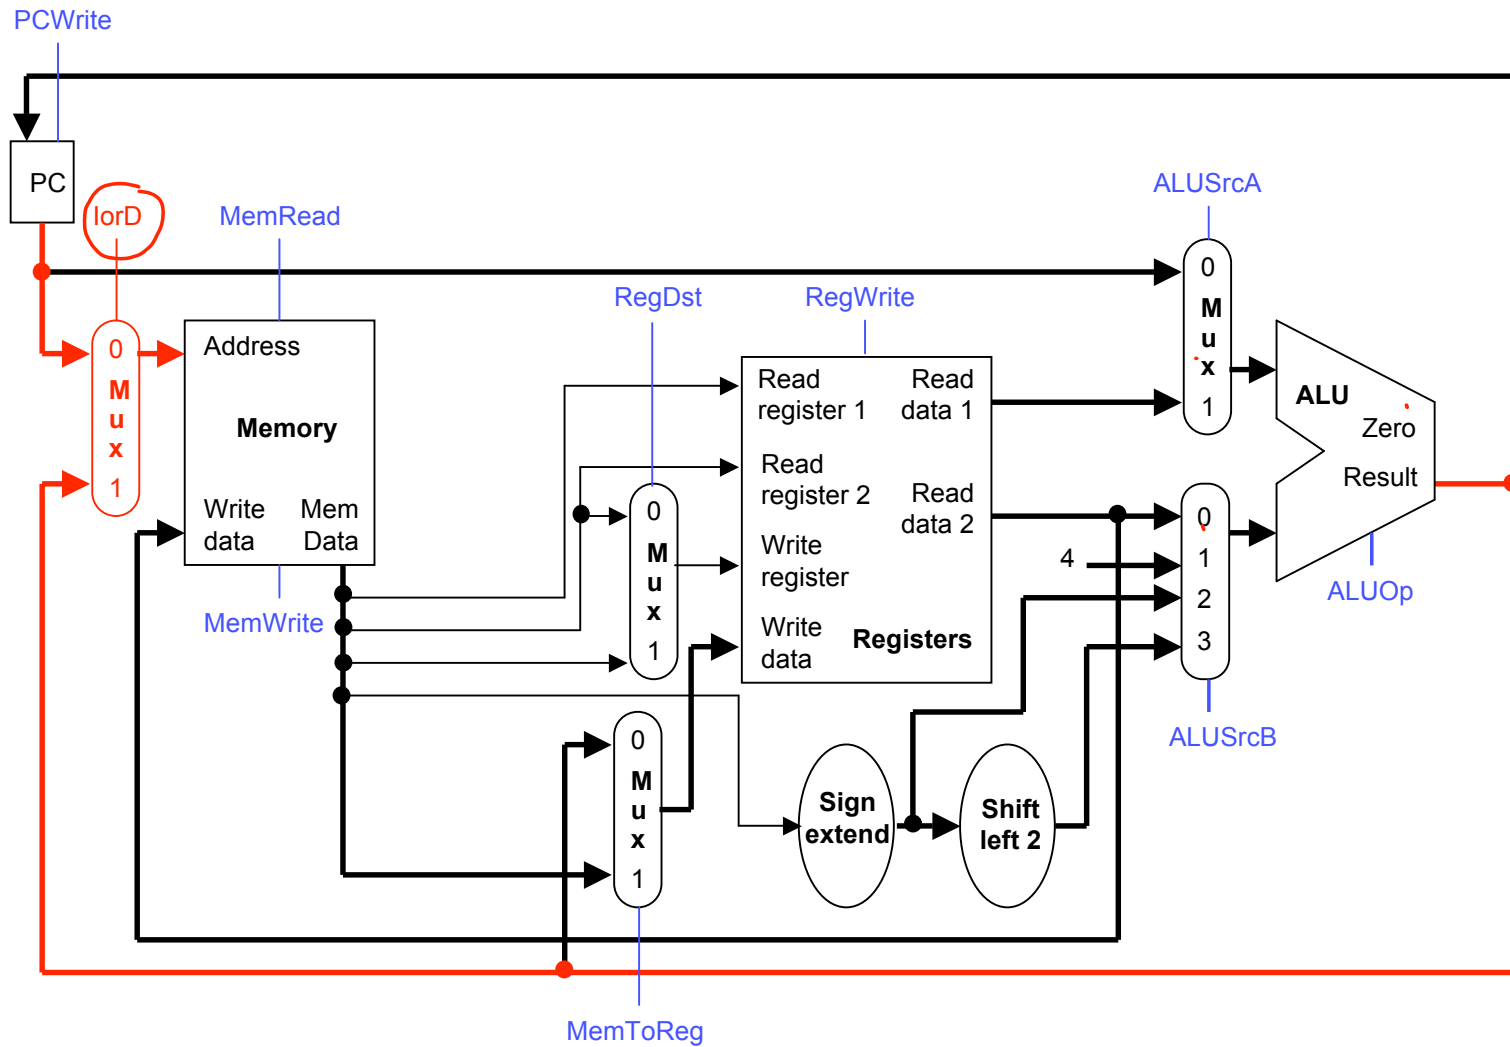 PCWrite
PC
IorD
MemRead
ALUSrcA
0
M
u
x
1
RegDst
RegWrite
0
M
u
x
1
Address
Memory
Write
data
Mem
Data
MemWrite
Read
register 1
Read
data 1
Read
register 2
Read
data 2
Write
register
Write
data
Registers
0
M
u
x
1
ALU
Zero
Result
ALUOp
4
0
1
2
3
ALUSrcB
0
M
u
x
1
MemToReg
Sign
extend
Shift
left 2